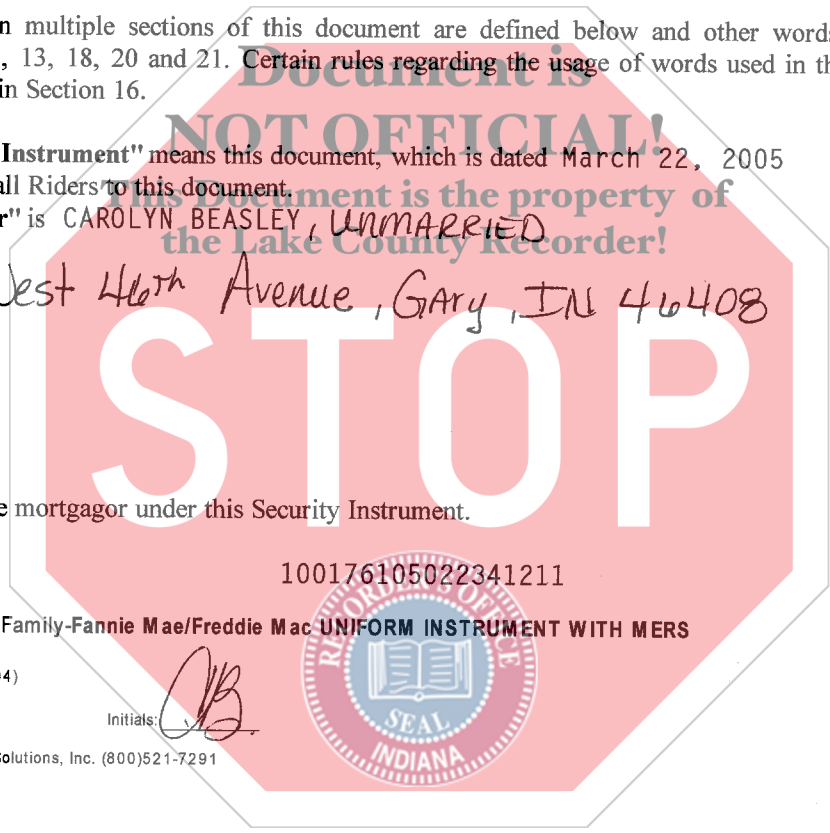 n multiple sections of this document are defined below and other words
, 13, 18, 20 and 21. Certain rules regarding the usage of words used in th
in Section 16.
Document is
NOT OFFICIAL!
This Document is the property of
the Lake County Recorder!
Instrument" means this document, which is dated March 22, 2005
all Riders to this document.
r" is CAROLYN BEASLEY, UNMARRIED
West 46th Avenue, GAry, IN 46408
STOP
e mortgagor under this Security Instrument.
100176105022341211
Family-Fannie Mae/Freddie Mac UNIFORM INSTRUMENT WITH MERS
4)
Initials: CB
Solutions, Inc. (800)521-7291
RECORDER'S OFFICE
SEAL
INDIANA